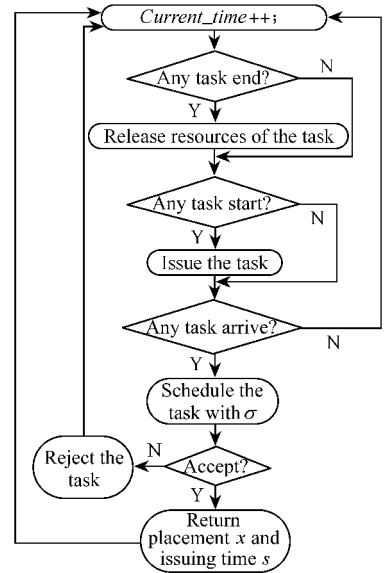 Current_time++;
Any task end?
N
Y
Release resources of the task
Any task start?
N
Y
Issue the task
Any task arrive?
N
Y
Schedule the
task with σ
Accept?
N
Reject the
task
Y
Return
placement x and
issuing time s